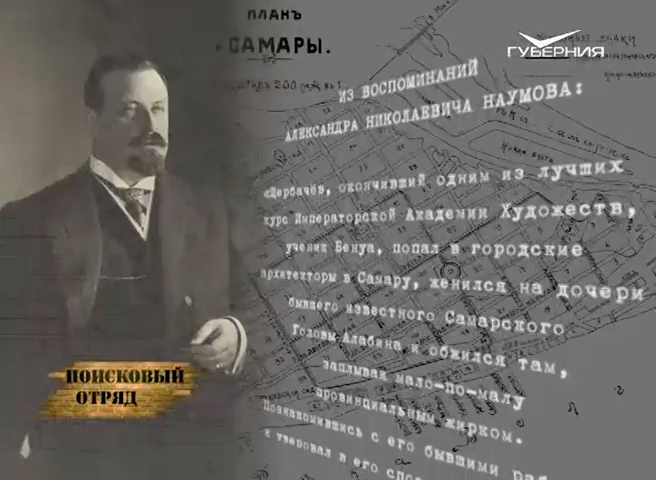 ПЛАНЪ
САМАРЫ.
ГУБЕРНИЯ
ИЗ ВОСПОМИНАНИЙ
АЛЕКСАНДРА НИКОЛАЕВИЧА НАУМОВА:
«Щербачёв, окончивший одним из лучших
курс Императорской Академии Художеств,
ученик Бенуа, попал в городские
архитекторы в Самару, женился на дочери
бывшего известного Самарского
Головы-Алабина и обжился там,
заплывая мало-по-малу
провинциальным жирком.
Познакомившись с его бывшими
и уверовал в его
ПОИСКОВЫЙ
ОТРЯД